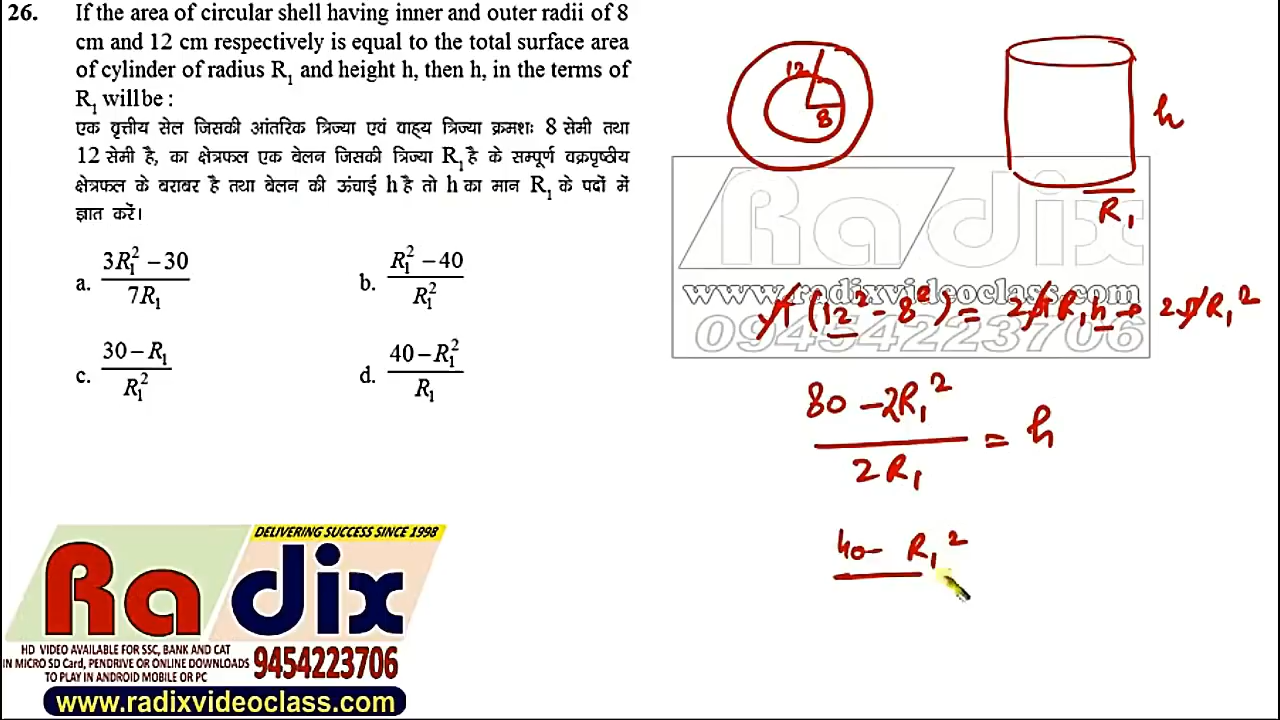 26. If the area of circular shell having inner and outer radii of 8
cm and 12 cm respectively is equal to the total surface area
of cylinder of radius R₁ and height h, then h, in the terms of
R₁ will be :
एक वृत्तीय सेल जिसकी आंतरिक त्रिज्या एवं वाह्य त्रिज्या क्रमशः 8 सेमी तथा
12 सेमी है, का क्षेत्रफल एक बेलन जिसकी त्रिज्या R₁ है के सम्पूर्ण वक्रपृष्ठीय
क्षेत्रफल के बराबर है तथा बेलन की ऊंचाई h है तो h का मान R₁ के पदों में
ज्ञात करें।
a. (3R₁² – 30) / 7R₁
b. (R₁² – 40) / R₁²
c. (30 – R₁) / R₁²
d. (40 – R₁²) / R₁
12
8
h
R₁
Radix
www.radixvideoclass.com
09454223706
π(12² - 8²) = 2πR₁h + 2πR₁²
(80 - 2R₁²) / 2R₁ = h
40 - R₁²
DELIVERING SUCCESS SINCE 1998
Radix
HD VIDEO AVAILABLE FOR SSC, BANK AND CAT
IN MICRO SD Card, PENDRIVE OR ONLINE DOWNLOADS
TO PLAY IN ANDROID MOBILE OR PC
9454223706
www.radixvideoclass.com